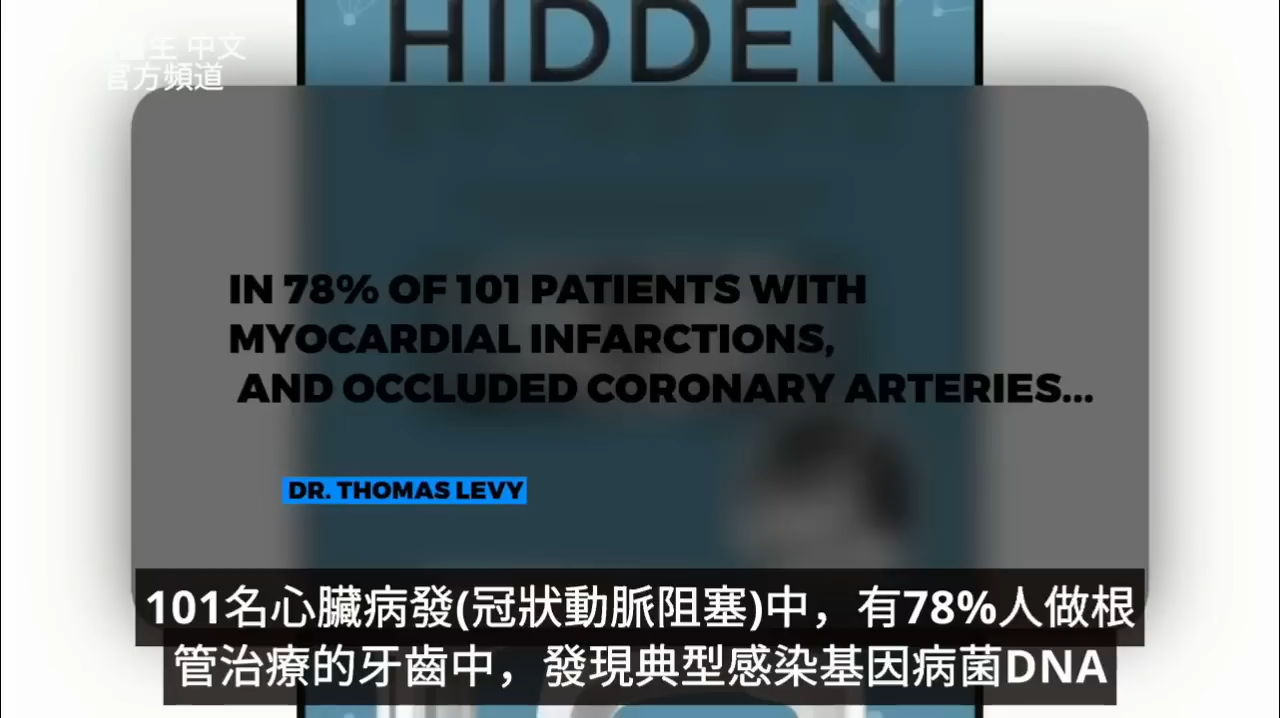 HIDDEN
生 中文
官方頻道
IN 78% OF 101 PATIENTS WITH
MYOCARDIAL INFARCTIONS,
AND OCCLUDED CORONARY ARTERIES...
DR. THOMAS LEVY
101名心臟病發(冠狀動脈阻塞)中，有78%人做根
管治療的牙齒中，發現典型感染基因病菌DNA